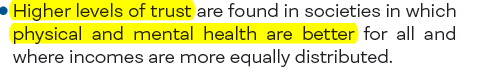 • Higher levels of trust are found in societies in which
physical and mental health are better for all and
where incomes are more equally distributed.